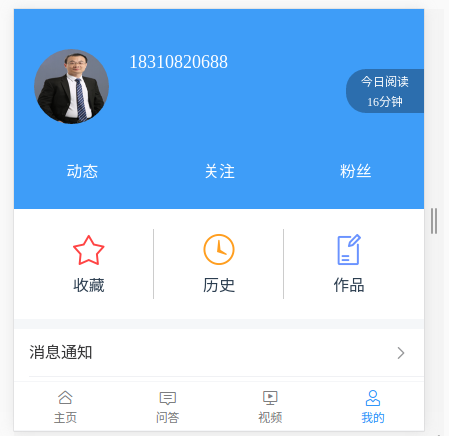 18310820688
今日阅读
16分钟
动态 关注 粉丝
收藏 历史 作品
消息通知
主页 问答 视频 我的